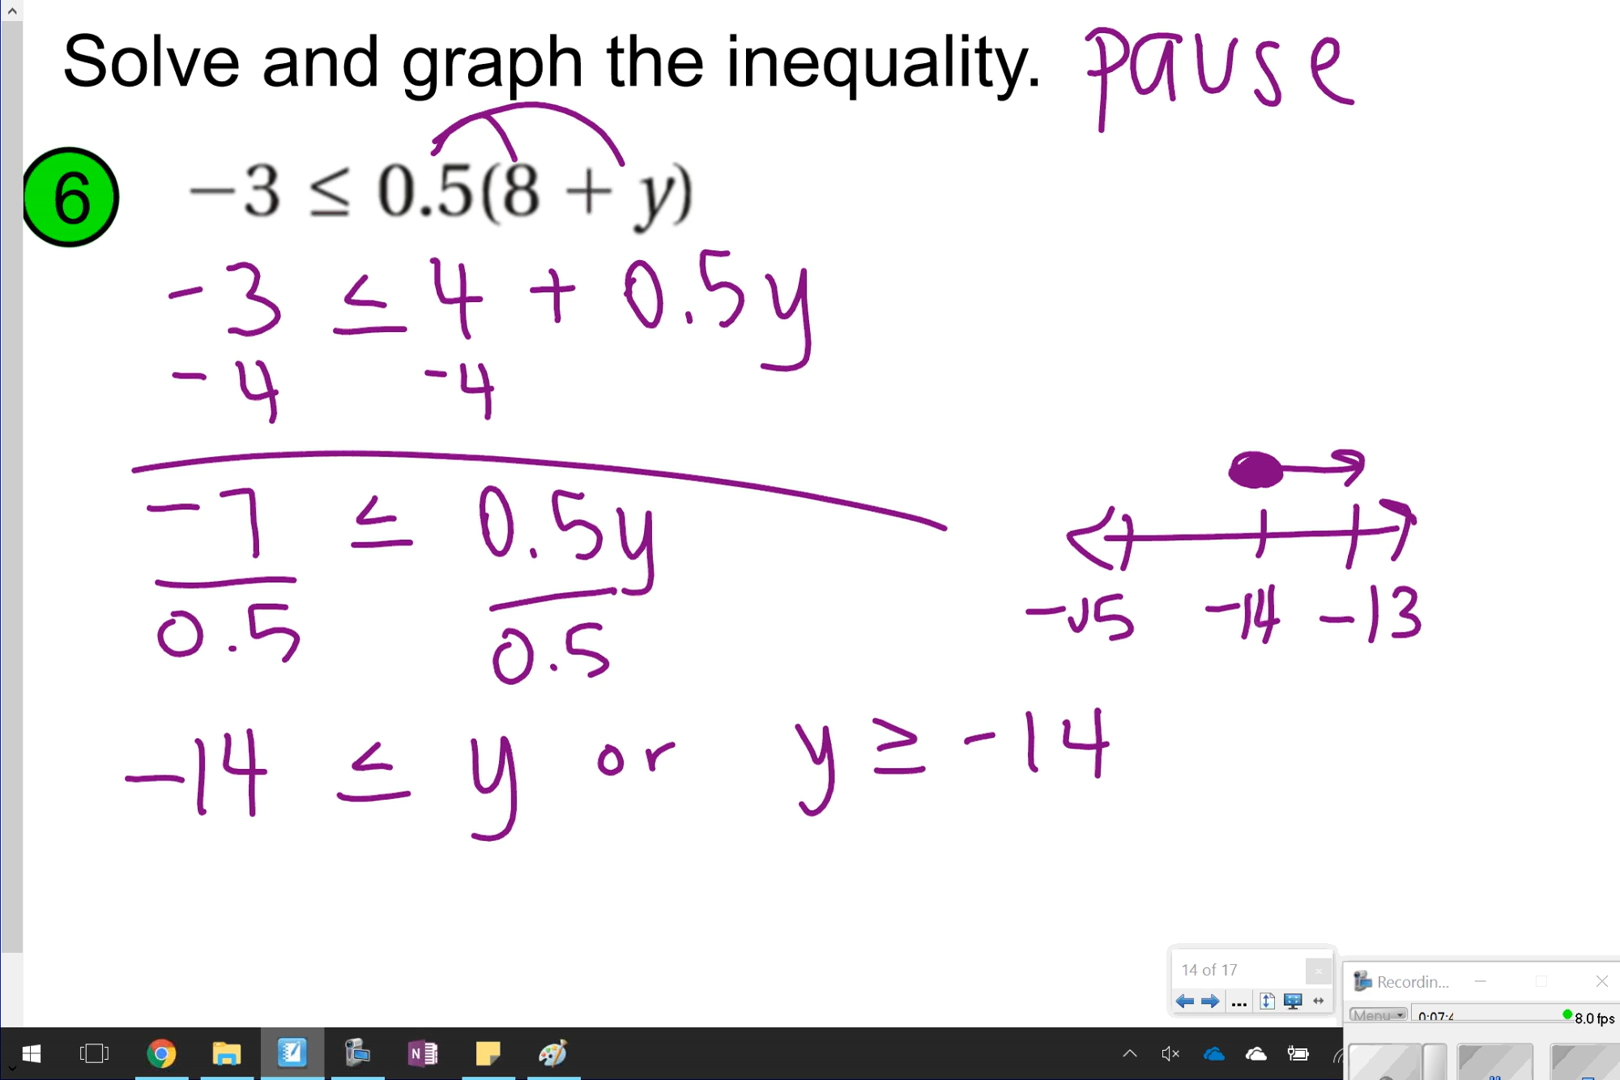 Solve and graph the inequality. pause
6 −3 ≤ 0.5(8 + y)
-3 ≤ 4 + 0.5y
-4 -4
-7 ≤ 0.5y
0.5 0.5
-15 -14 -13
-14 ≤ y or y ≥ -14
14 of 17
Recordin...
Menu
8.0 fps